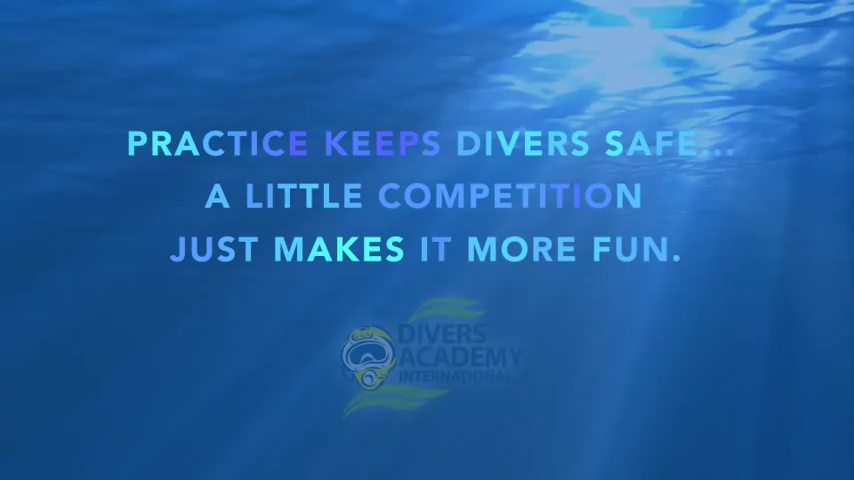 PRACTICE KEEPS DIVERS SAFE...
A LITTLE COMPETITION
JUST MAKES IT MORE FUN.
DIVERS
ACADEMY
INTERNATIONAL